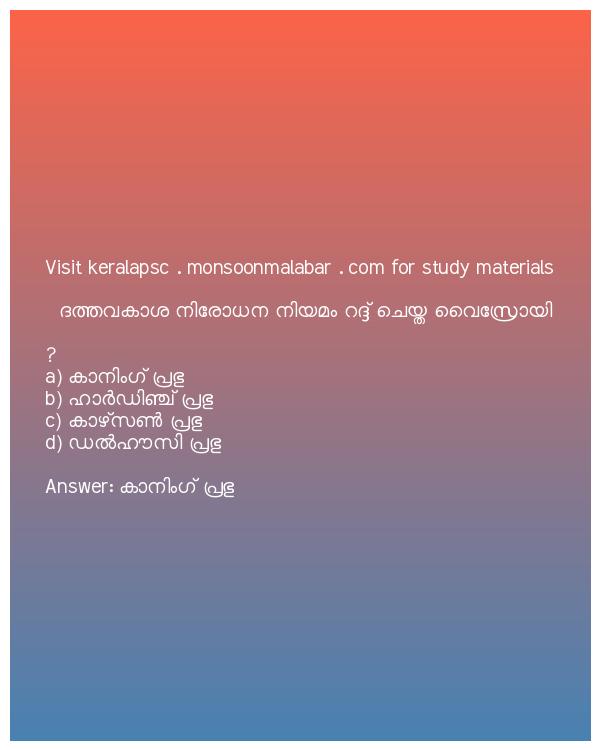 Visit keralapsc . monsoonmalabar . com for study materials
ദത്തവകാശ നിരോധന നിയമം റദ്ദ് ചെയ്ത വൈസ്രോയി
?
a) കാനിംഗ് പ്രഭു
b) ഹാർഡിഞ്ച് പ്രഭു
c) കാഴ്സൺ പ്രഭു
d) ഡൽഹൗസി പ്രഭു
Answer: കാനിംഗ് പ്രഭു